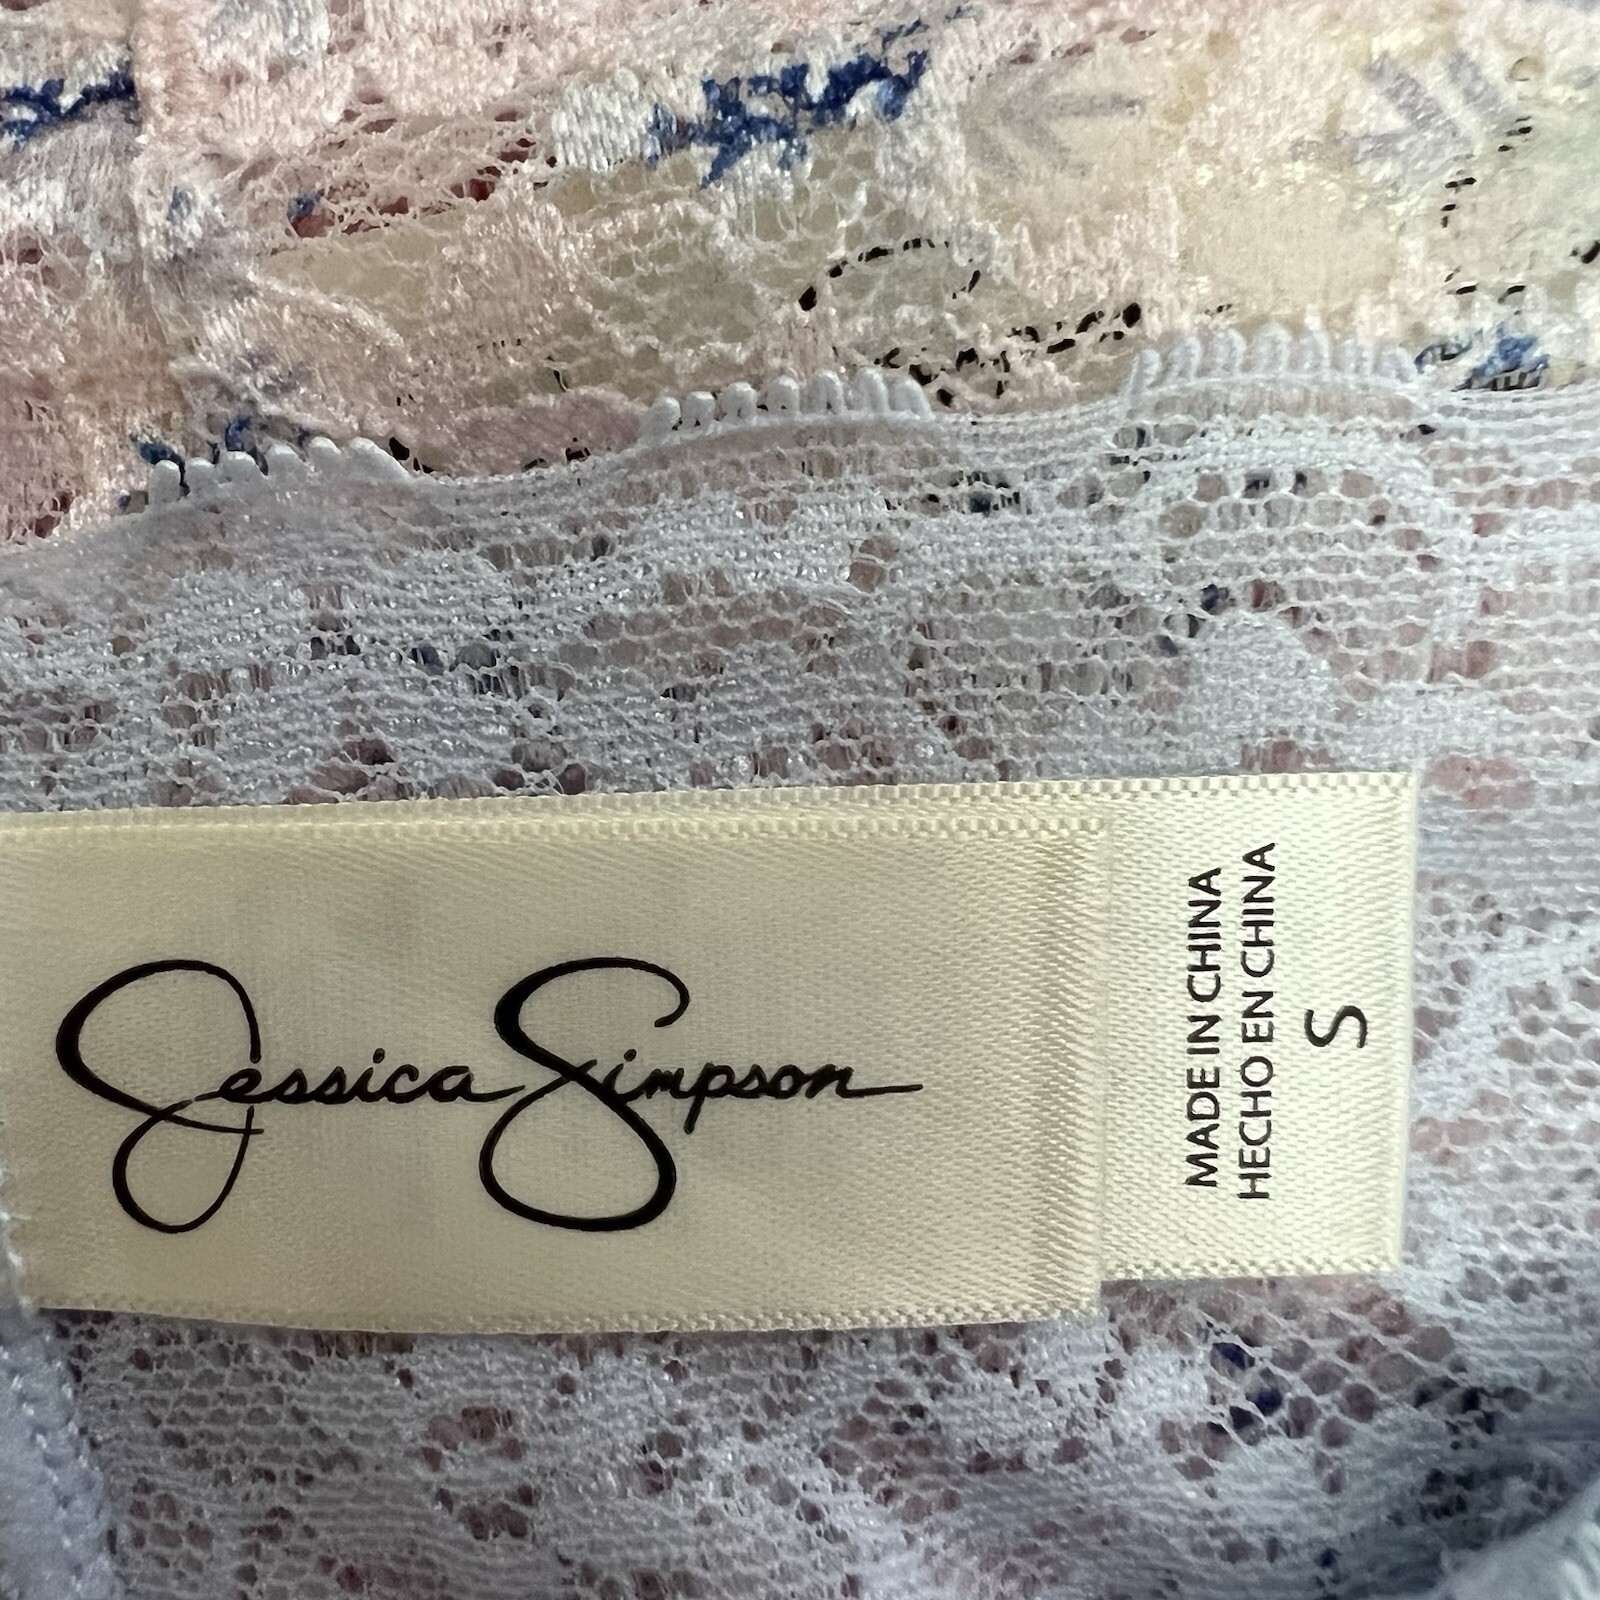 Jessica Simpson
MADE IN CHINA
HECHO EN CHINA
S